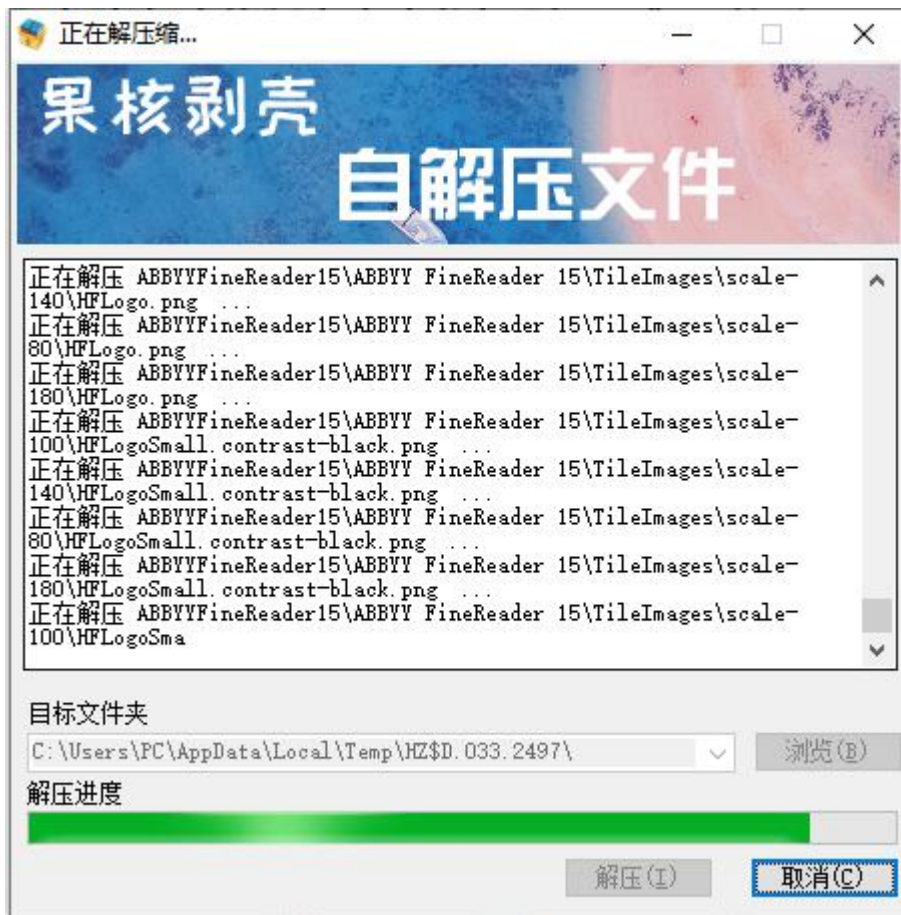 正在解压缩...
果核剥壳
自解压文件
正在解压 ABBYYFineReader15\ABBYY FineReader 15\TileImages\scale-
140\HFLogo.png ...
正在解压 ABBYYFineReader15\ABBYY FineReader 15\TileImages\scale-
80\HFLogo.png ...
正在解压 ABBYYFineReader15\ABBYY FineReader 15\TileImages\scale-
180\HFLogo.png ...
正在解压 ABBYYFineReader15\ABBYY FineReader 15\TileImages\scale-
100\HFLogoSmall.contrast-black.png ...
正在解压 ABBYYFineReader15\ABBYY FineReader 15\TileImages\scale-
140\HFLogoSmall.contrast-black.png ...
正在解压 ABBYYFineReader15\ABBYY FineReader 15\TileImages\scale-
80\HFLogoSmall.contrast-black.png ...
正在解压 ABBYYFineReader15\ABBYY FineReader 15\TileImages\scale-
180\HFLogoSmall.contrast-black.png ...
正在解压 ABBYYFineReader15\ABBYY FineReader 15\TileImages\scale-
100\HFLogoSma
目标文件夹
C:\Users\PC\AppData\Local\Temp\HZ$D.033.2497\
浏览(B)
解压进度
解压(I)
取消(C)